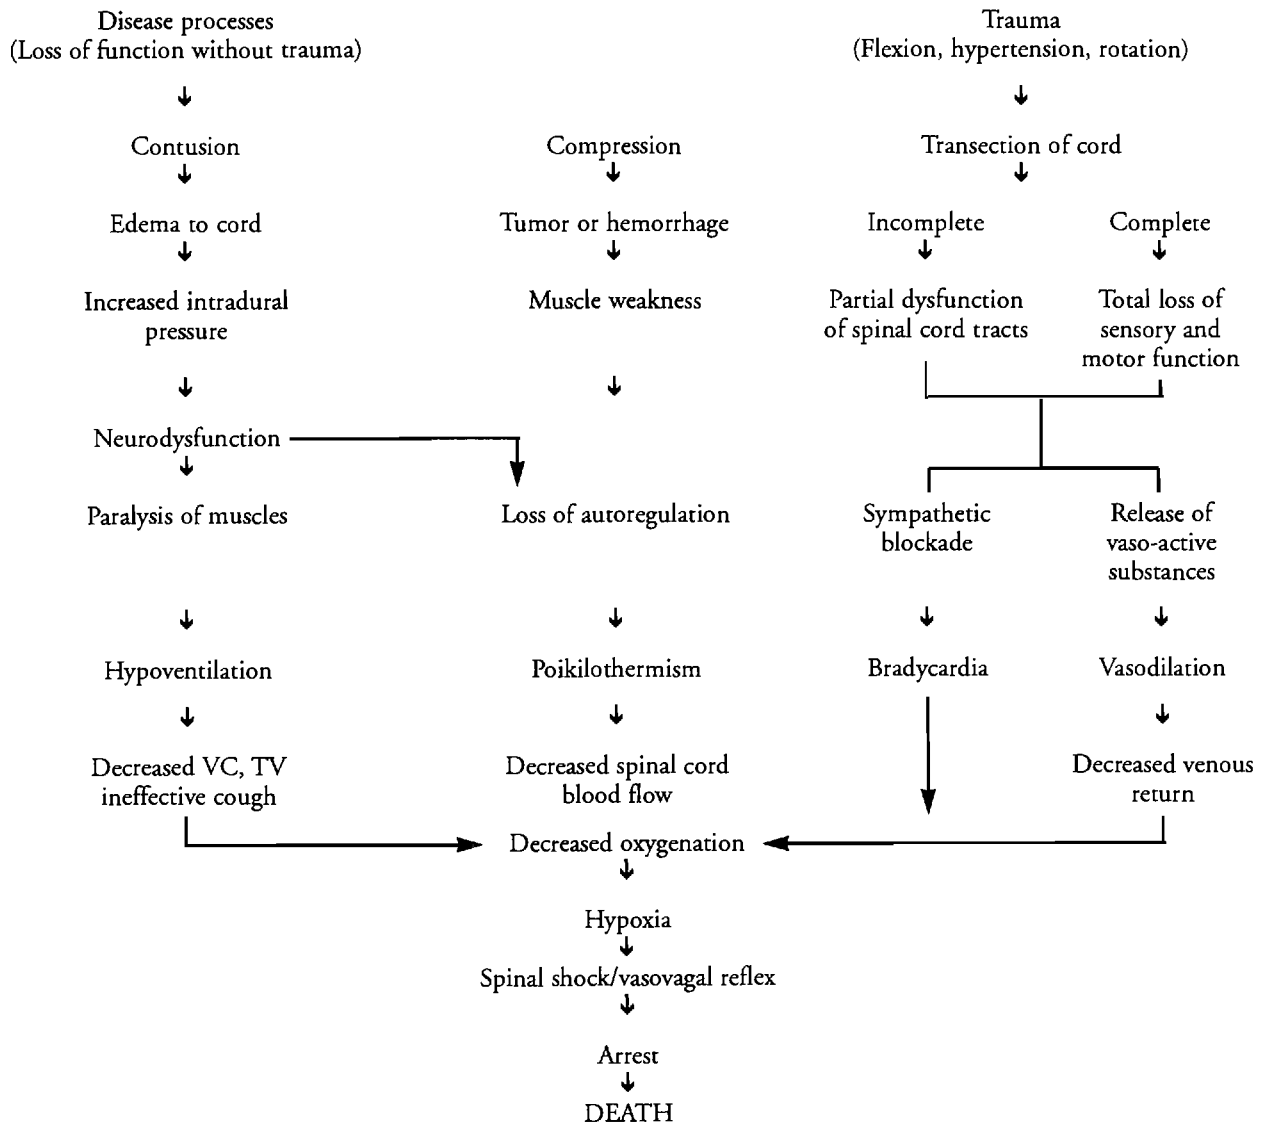 Disease processes
(Loss of function without trauma)
Trauma
(Flexion, hypertension, rotation)
Contusion
Compression
Transection of cord
Edema to cord
Tumor or hemorrhage
Incomplete
Complete
Increased intradural
pressure
Muscle weakness
Partial dysfunction
of spinal cord tracts
Total loss of
sensory and
motor function
Neurodysfunction
Paralysis of muscles
Loss of autoregulation
Sympathetic
blockade
Release of
vaso-active
substances
Hypoventilation
Poikilothermism
Bradycardia
Vasodilation
Decreased VC, TV
ineffective cough
Decreased spinal cord
blood flow
Decreased venous
return
Decreased oxygenation
Hypoxia
Spinal shock/vasovagal reflex
Arrest
DEATH